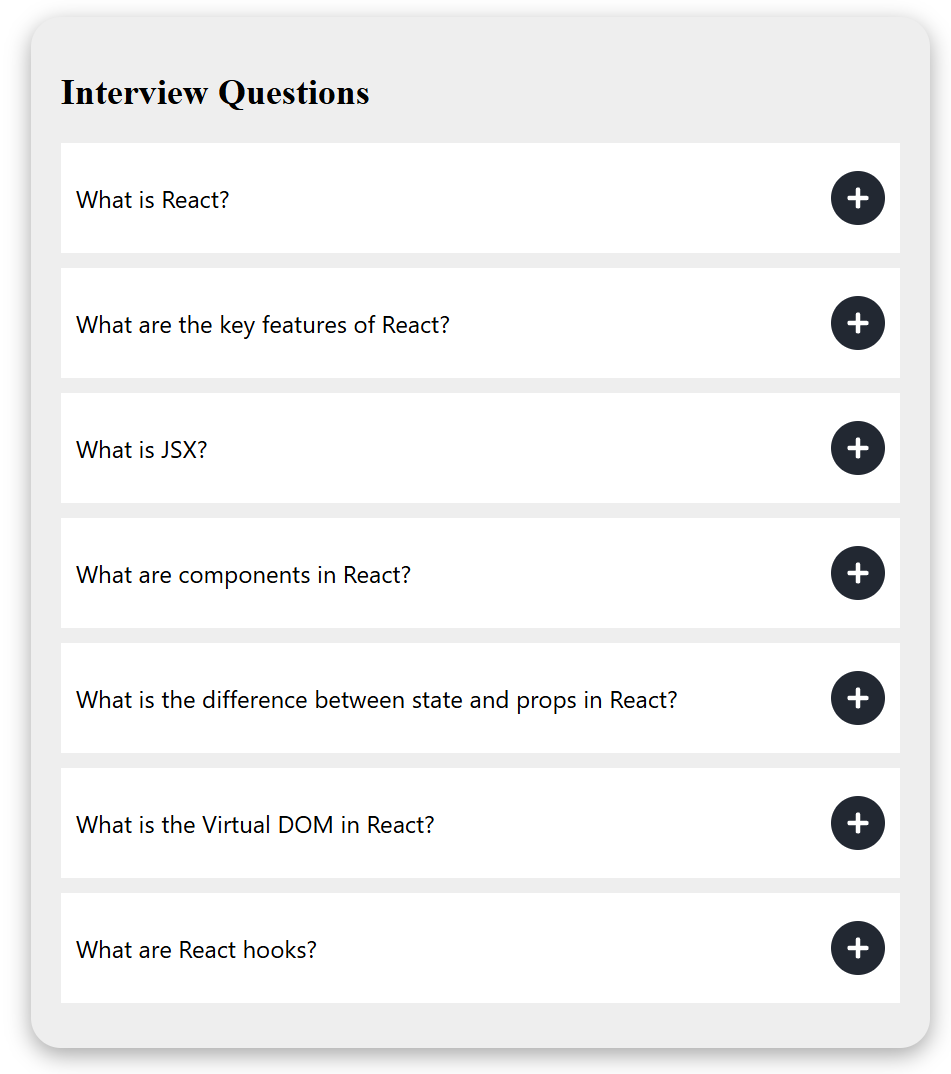 Interview Questions
What is React?
What are the key features of React?
What is JSX?
What are components in React?
What is the difference between state and props in React?
What is the Virtual DOM in React?
What are React hooks?